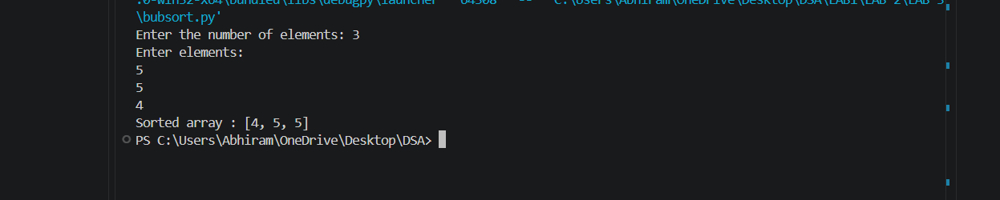 .0-win32-x64\bundled\libs\debugpy\launcher' '64508' '--' 'C:\Users\Abhiram\OneDrive\Desktop\DSA\LAB1\LAB 2\LAB 3
\bubsort.py'
Enter the number of elements: 3
Enter elements:
5
5
4
Sorted array : [4, 5, 5]
PS C:\Users\Abhiram\OneDrive\Desktop\DSA>